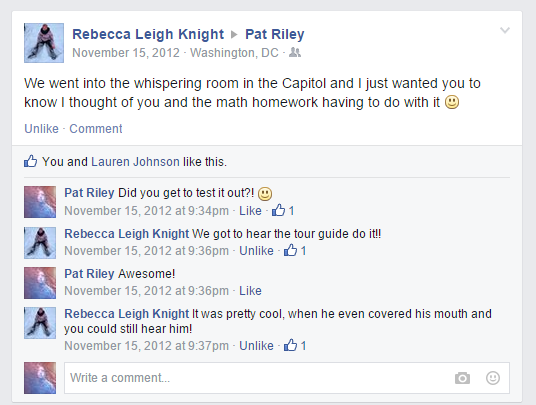 Rebecca Leigh Knight ▶ Pat Riley
November 15, 2012 · Washington, DC ·
We went into the whispering room in the Capitol and I just wanted you to
know I thought of you and the math homework having to do with it
Unlike · Comment
You and Lauren Johnson like this.
Pat Riley Did you get to test it out?!
November 15, 2012 at 9:34pm · Like · 1
Rebecca Leigh Knight We got to hear the tour guide do it!!
November 15, 2012 at 9:36pm · Unlike · 1
Pat Riley Awesome!
November 15, 2012 at 9:36pm · Like
Rebecca Leigh Knight It was pretty cool, when he even covered his mouth and
you could still hear him!
November 15, 2012 at 9:37pm · Unlike · 1
Write a comment...